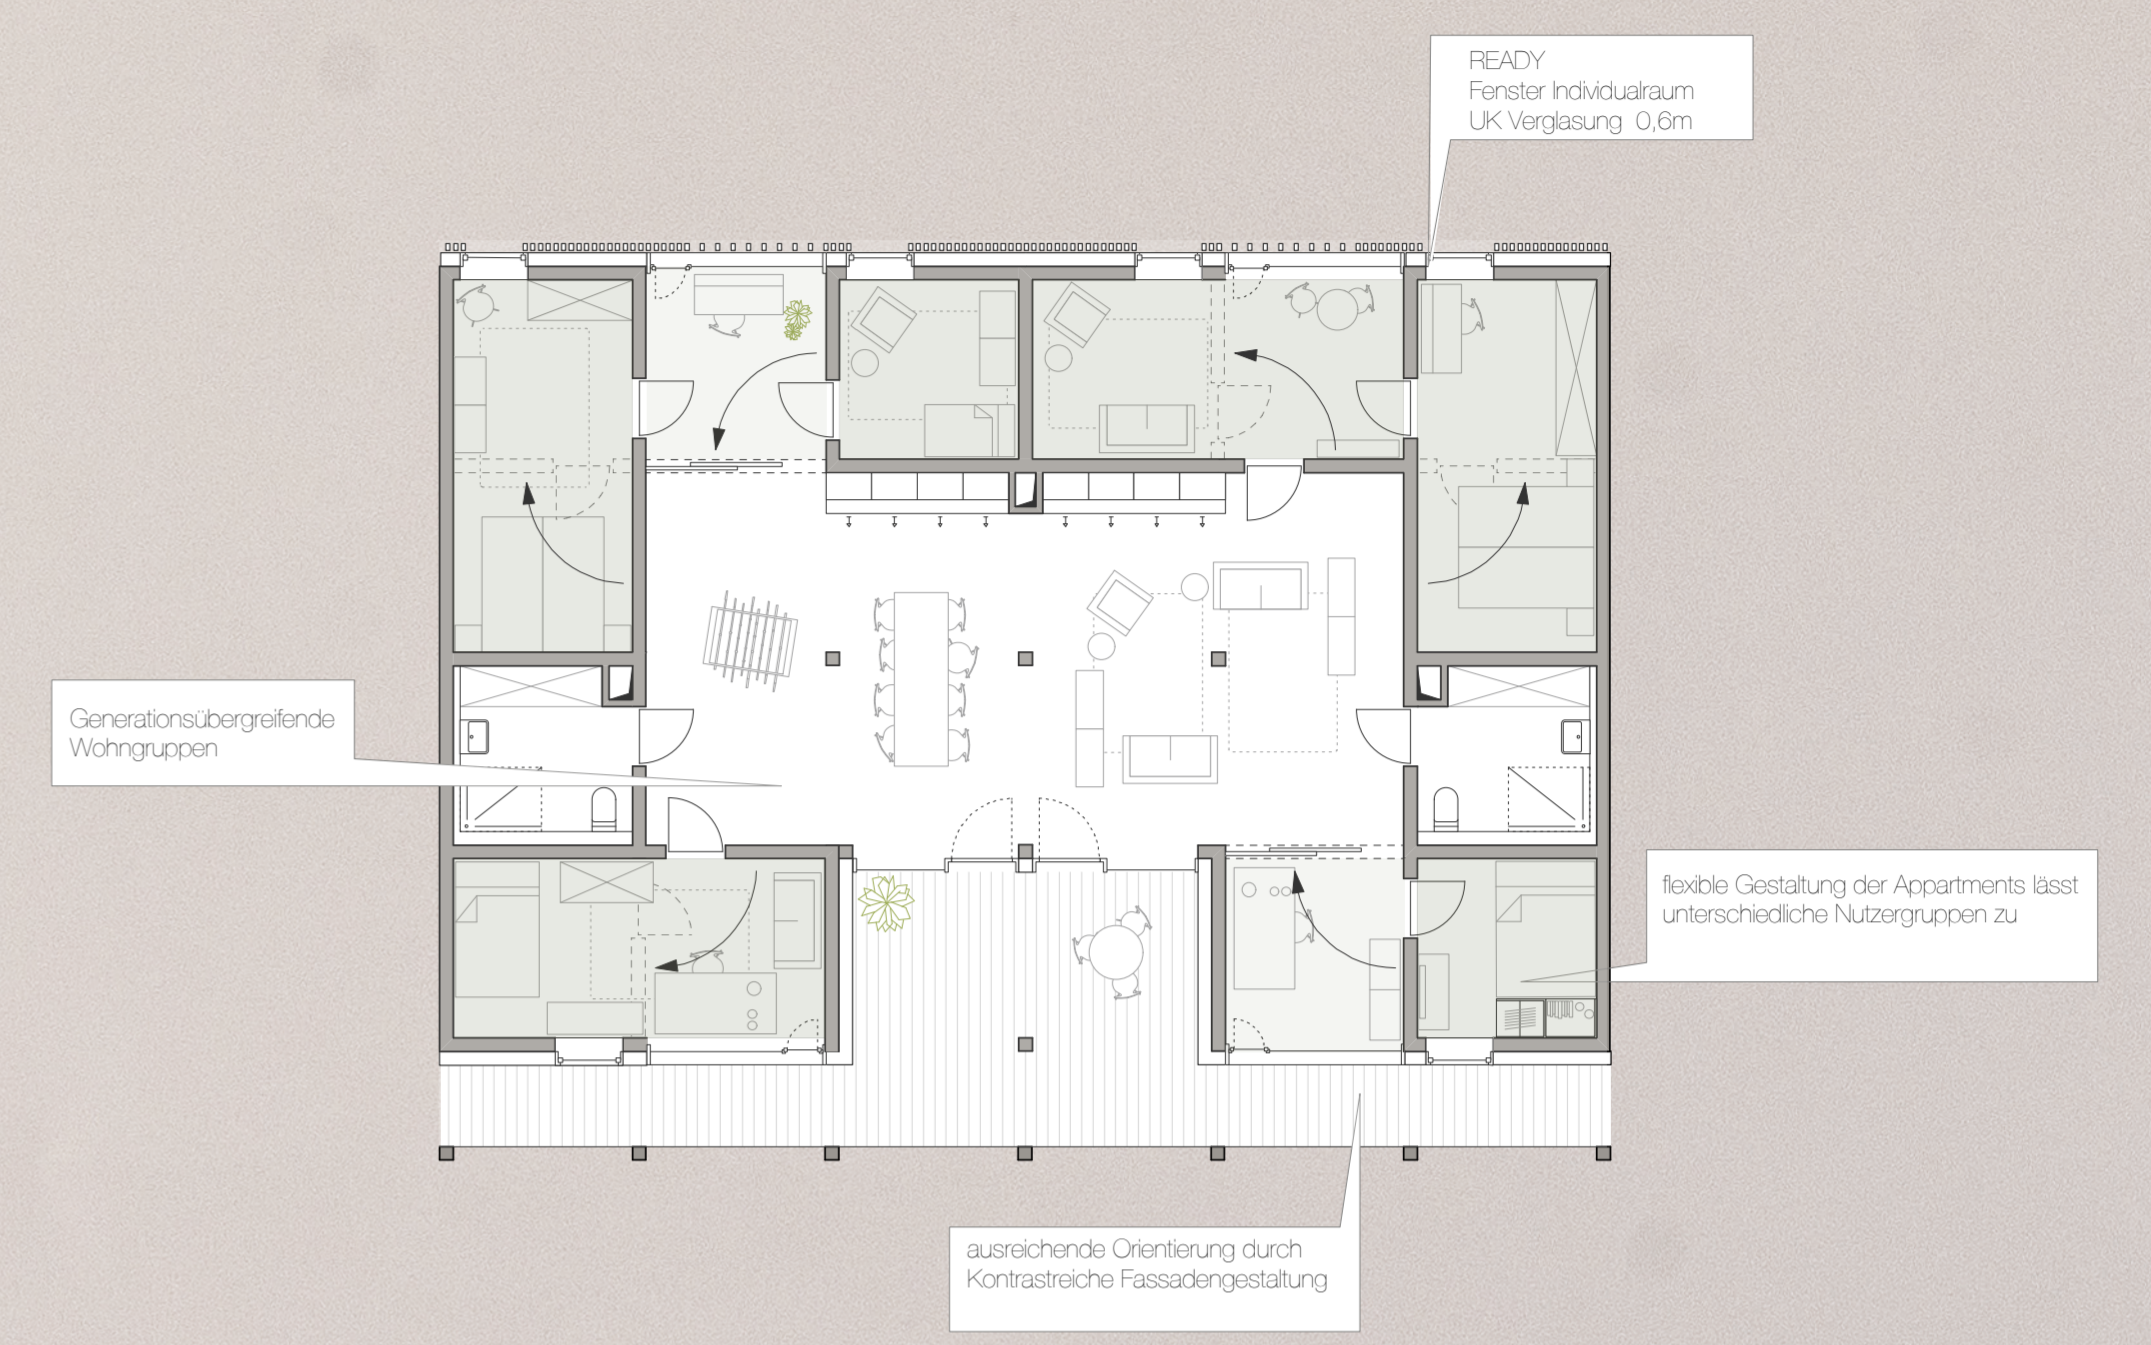 READY
Fenster Individualraum
UK Verglasung 0,6m
Generationsübergreifende
Wohngruppen
flexible Gestaltung der Appartments lässt
unterschiedliche Nutzergruppen zu
ausreichende Orientierung durch
Kontrastreiche Fassadengestaltung